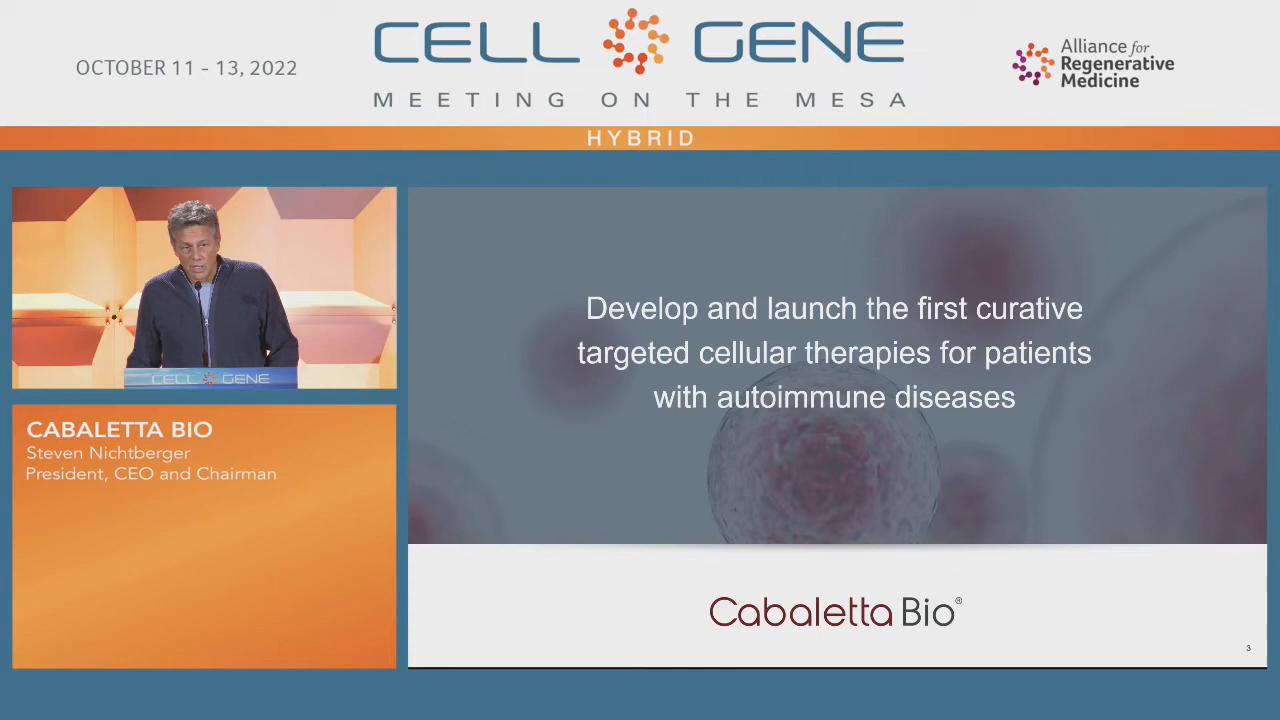 OCTOBER 11 - 13, 2022
CELL GENE
MEETING ON THE MESA
Alliance for
Regenerative
Medicine
HYBRID
CELL GENE
CABALETTA BIO
Steven Nichtberger
President, CEO and Chairman
Develop and launch the first curative
targeted cellular therapies for patients
with autoimmune diseases
Cabaletta Bio®
3